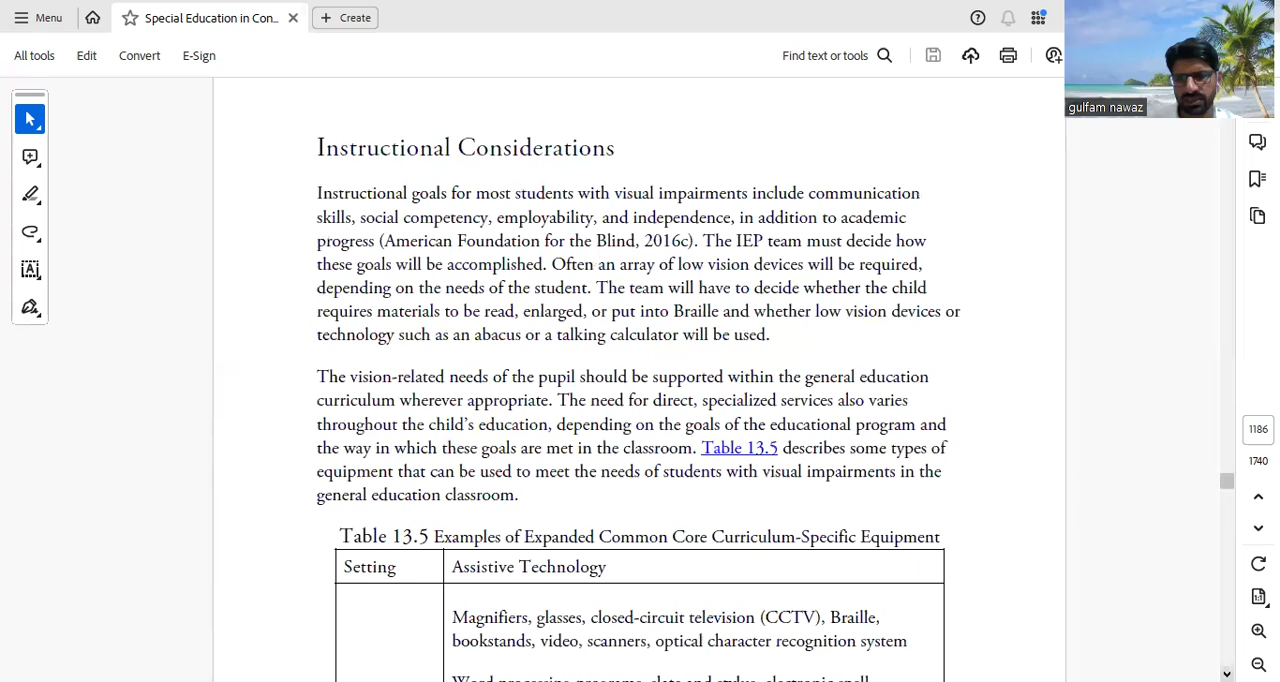 Menu
Special Education in Con...
Create
All tools
Edit
Convert
E-Sign
Find text or tools
gulfam nawaz
Instructional Considerations
Instructional goals for most students with visual impairments include communication
skills, social competency, employability, and independence, in addition to academic
progress (American Foundation for the Blind, 2016c). The IEP team must decide how
these goals will be accomplished. Often an array of low vision devices will be required,
depending on the needs of the student. The team will have to decide whether the child
requires materials to be read, enlarged, or put into Braille and whether low vision devices or
technology such as an abacus or a talking calculator will be used.
The vision-related needs of the pupil should be supported within the general education
curriculum wherever appropriate. The need for direct, specialized services also varies
throughout the child's education, depending on the goals of the educational program and
the way in which these goals are met in the classroom. Table 13.5 describes some types of
equipment that can be used to meet the needs of students with visual impairments in the
general education classroom.
Table 13.5 Examples of Expanded Common Core Curriculum-Specific Equipment
Setting
Assistive Technology
Magnifiers, glasses, closed-circuit television (CCTV), Braille,
bookstands, video, scanners, optical character recognition system
Word processing programs, slate and stylus, electronic spell
1186
1740
1:1